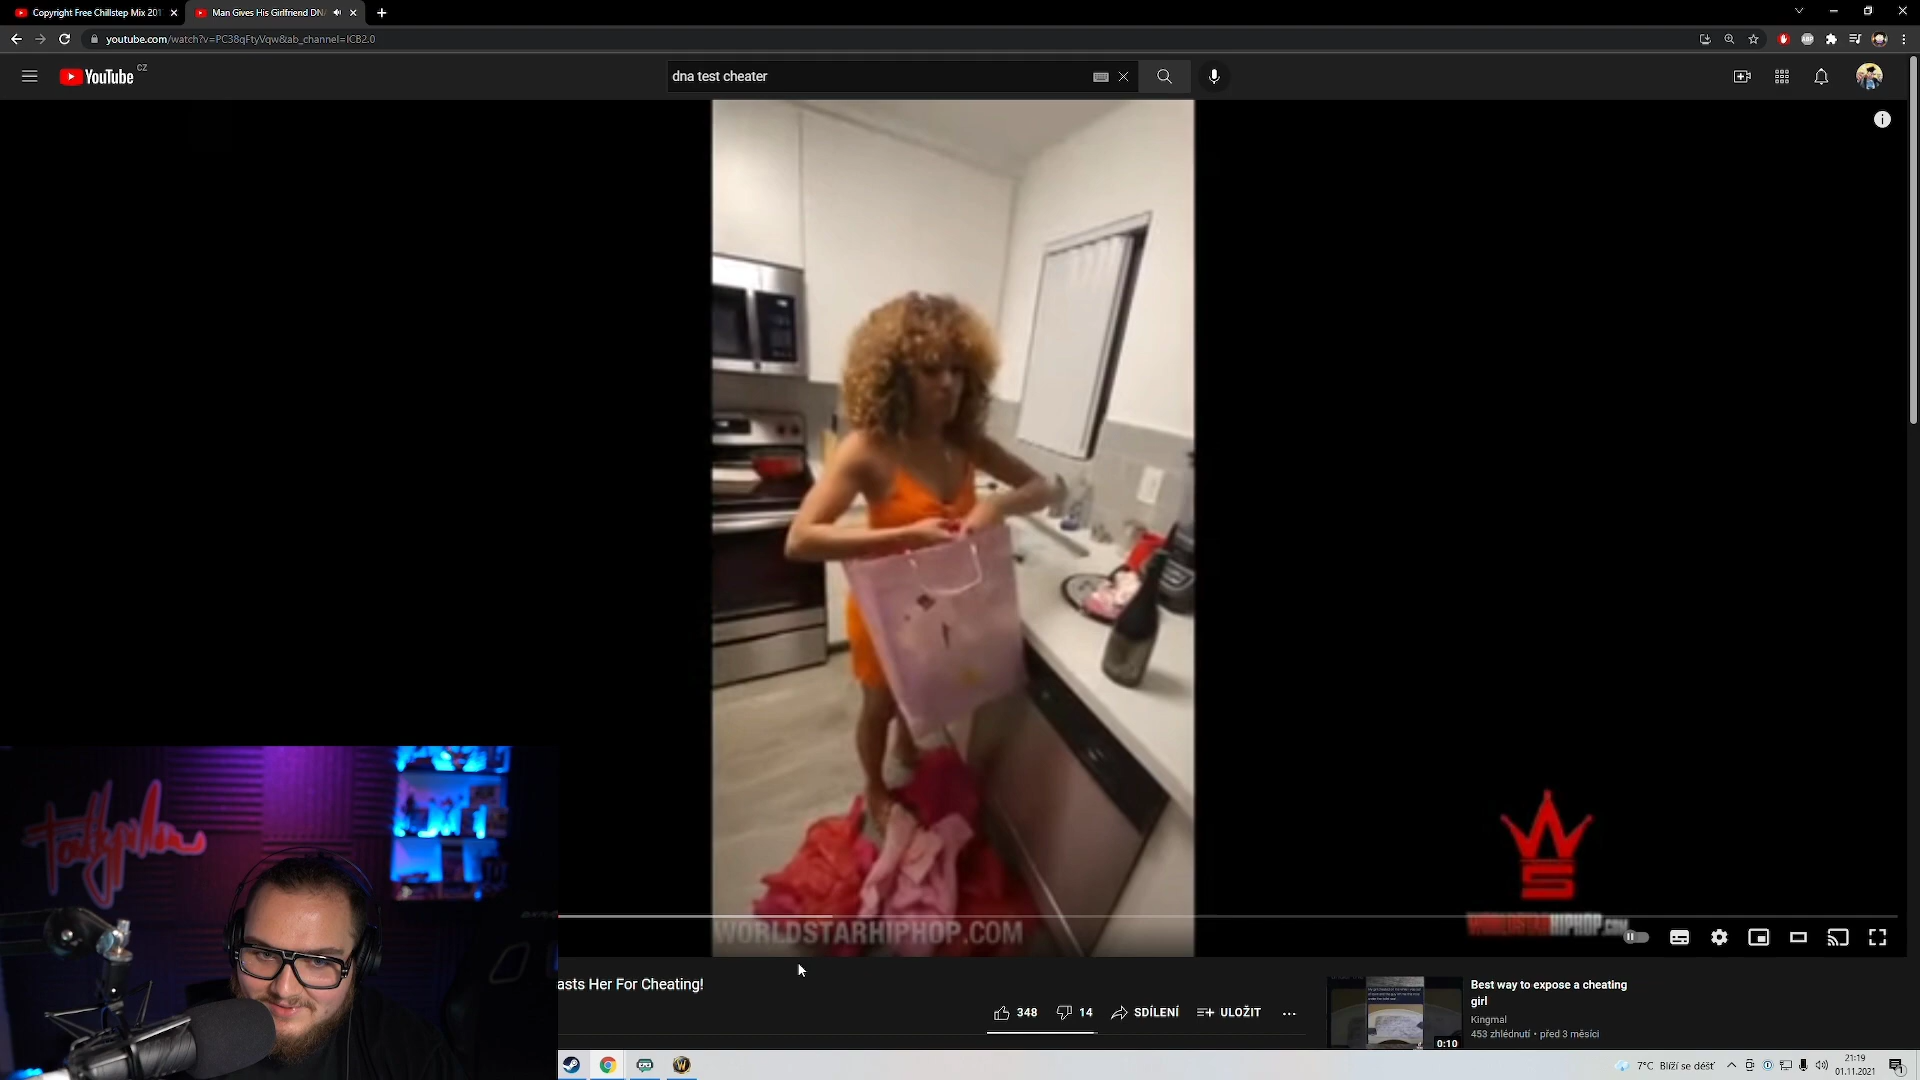 Copyright Free Chillstep Mix 201
Man Gives His Girlfriend DN
youtube.com/watch?v=PC38qFtyVqw&ab_channel=ICB2.0
YouTube CZ
dna test cheater
WORLDSTARHIPHOP.COM
WORLDSTARHIPHOP.com
asts Her For Cheating!
348
14
SDÍLENÍ
ULOŽIT
Best way to expose a cheating
girl
Kingmal
453 zhlédnutí • před 3 měsíci
0:10
7°C Blíží se déšť
21:19
01.11.2021